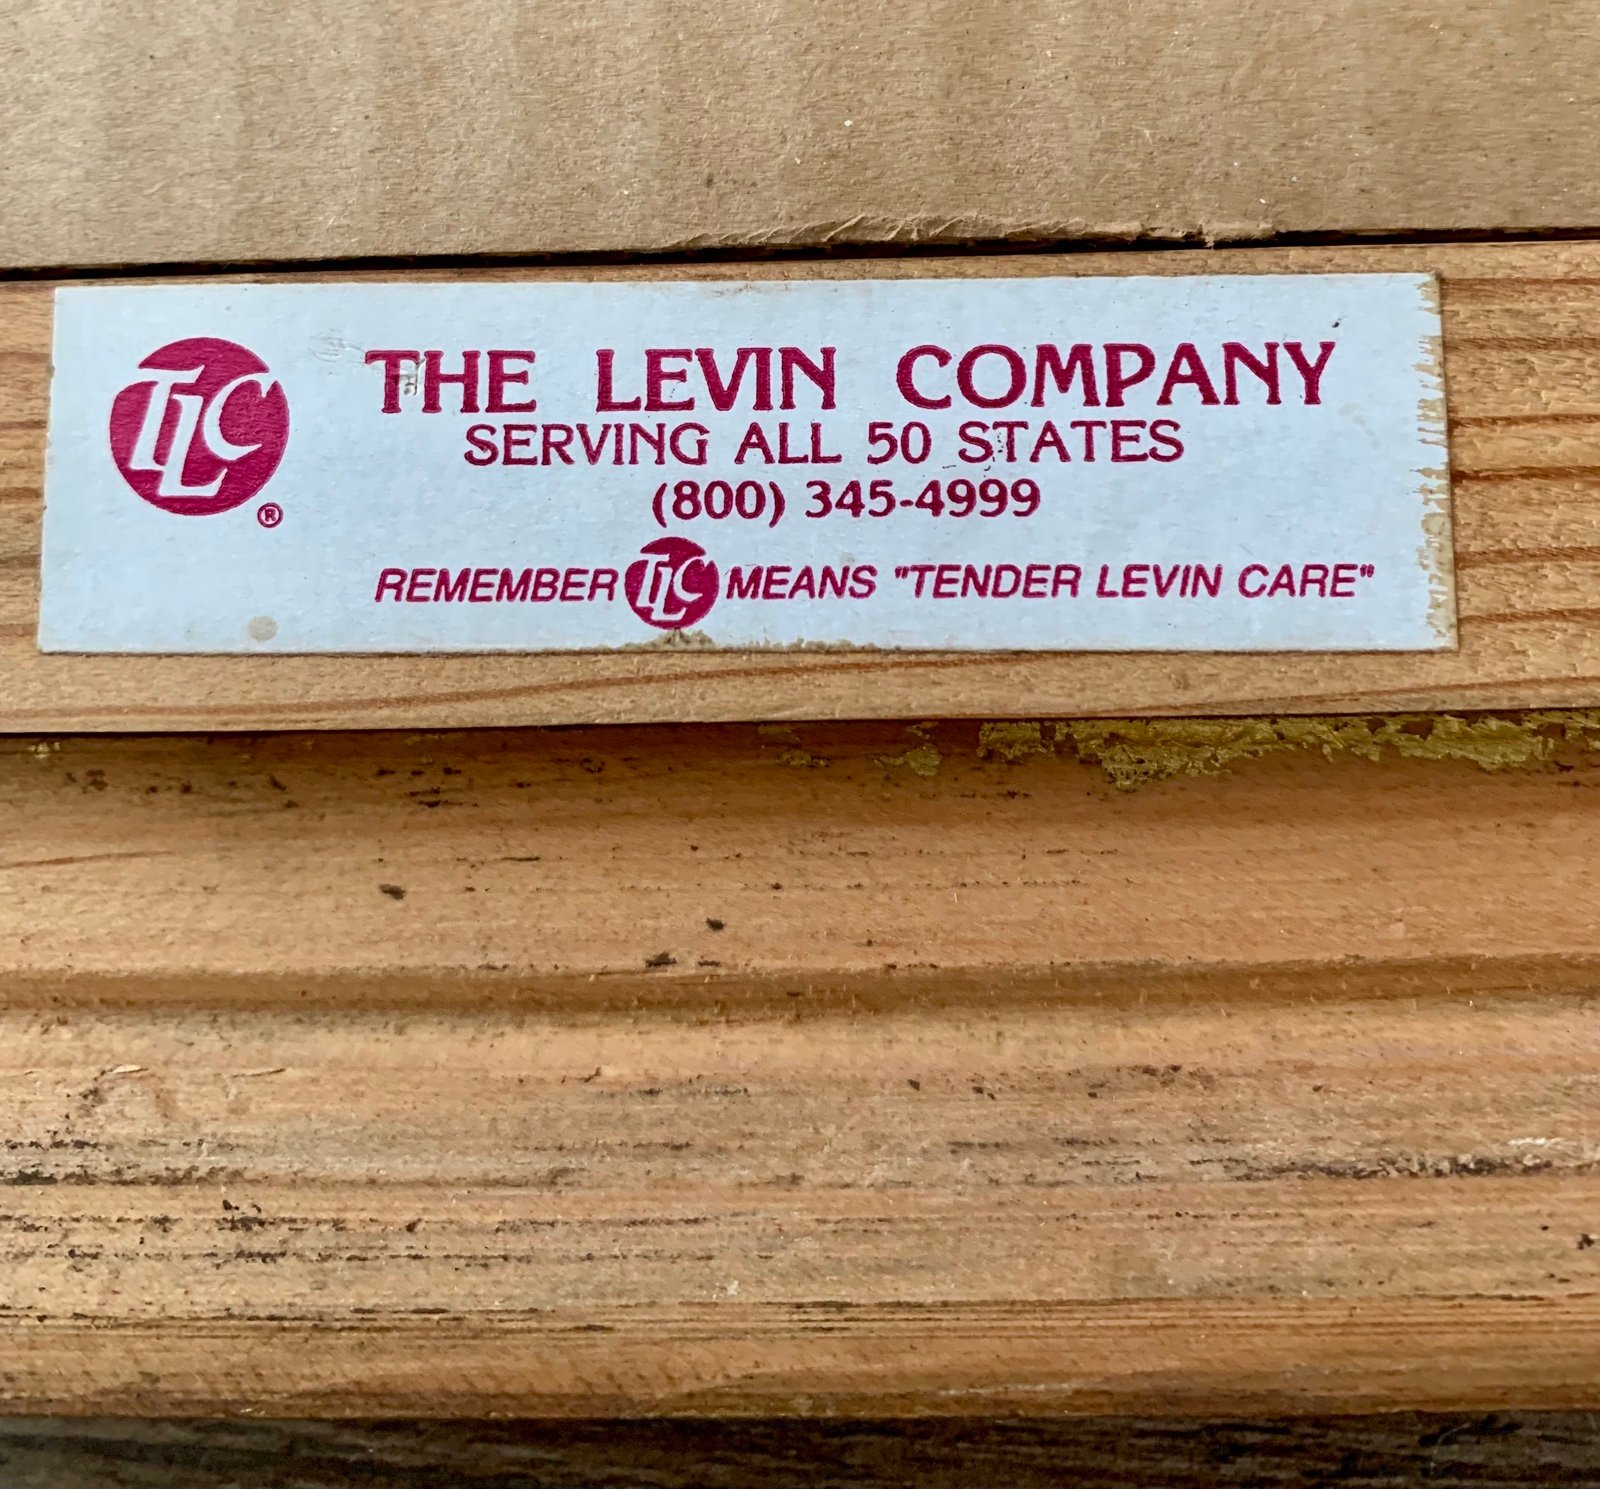 TLC ®
THE LEVIN COMPANY
SERVING ALL 50 STATES
(800) 345-4999
REMEMBER TLC MEANS "TENDER LEVIN CARE"